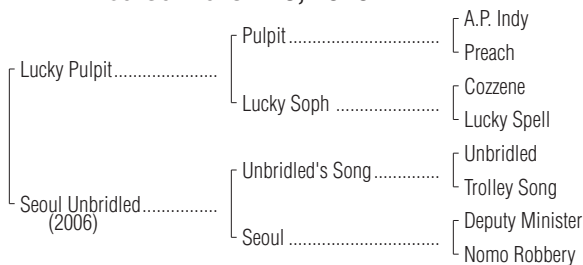 A.P. Indy
Pulpit
Preach
Lucky Pulpit
Cozzene
Lucky Soph
Lucky Spell
Unbridled
Unbridled's Song
Trolley Song
Seoul Unbridled
(2006)
Deputy Minister
Seoul
Nomo Robbery